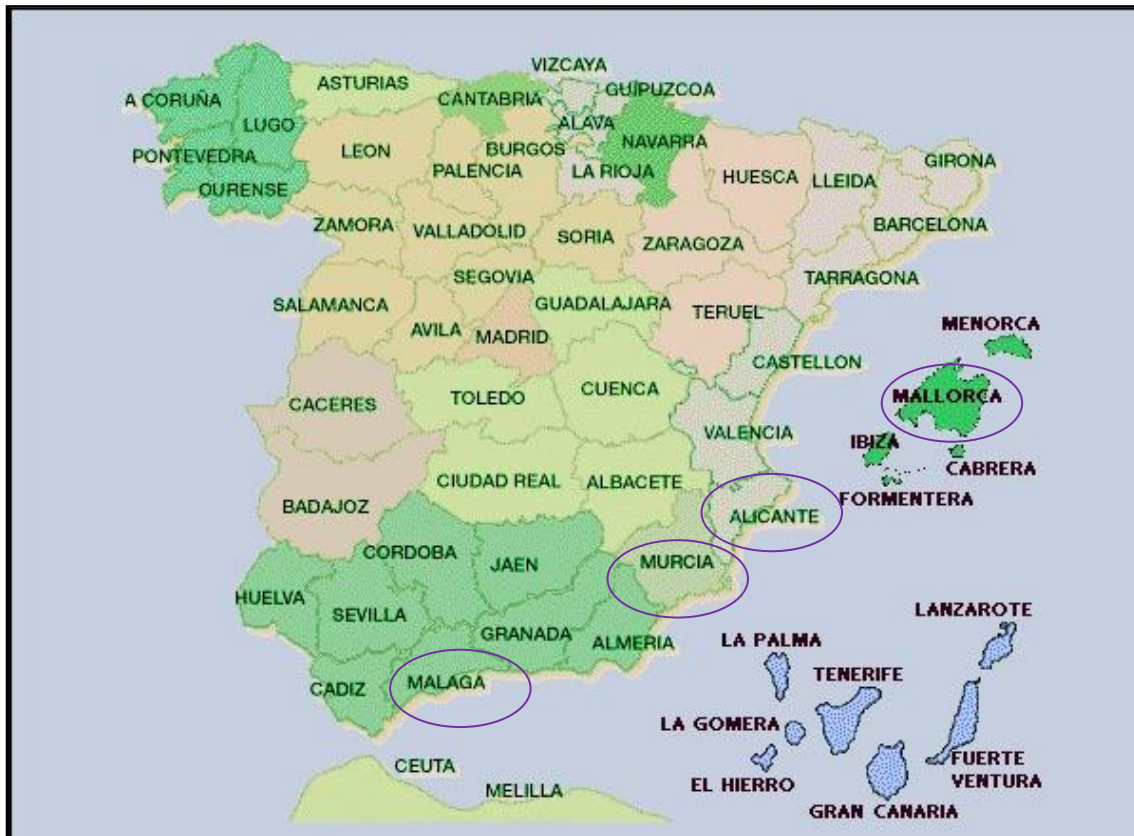 VIZCAYA
ASTURIAS
GUIPUZCOA
CANTABRIA
A CORUÑA
LUGO
ALAVA
NAVARRA
PONTEVEDRA
LEON
BURGOS
PALENCIA
LA RIOJA
HUESCA
LLEIDA
GIRONA
OURENSE
ZAMORA
VALLADOLID
SORIA
ZARAGOZA
BARCELONA
SEGOVIA
TARRAGONA
SALAMANCA
GUADALAJARA
AVILA
MADRID
TERUEL
MENORCA
CASTELLON
CACERES
TOLEDO
CUENCA
MALLORCA
VALENCIA
IBIZA
CABRERA
CIUDAD REAL
ALBACETE
FORMENTERA
BADAJOZ
ALICANTE
CORDOBA
JAEN
MURCIA
HUELVA
SEVILLA
GRANADA
ALMERIA
LANZAROTE
LA PALMA
TENERIFE
CADIZ
MALAGA
LA GOMERA
CEUTA
FUERTE
VENTURA
EL HIERRO
MELILLA
GRAN CANARIA